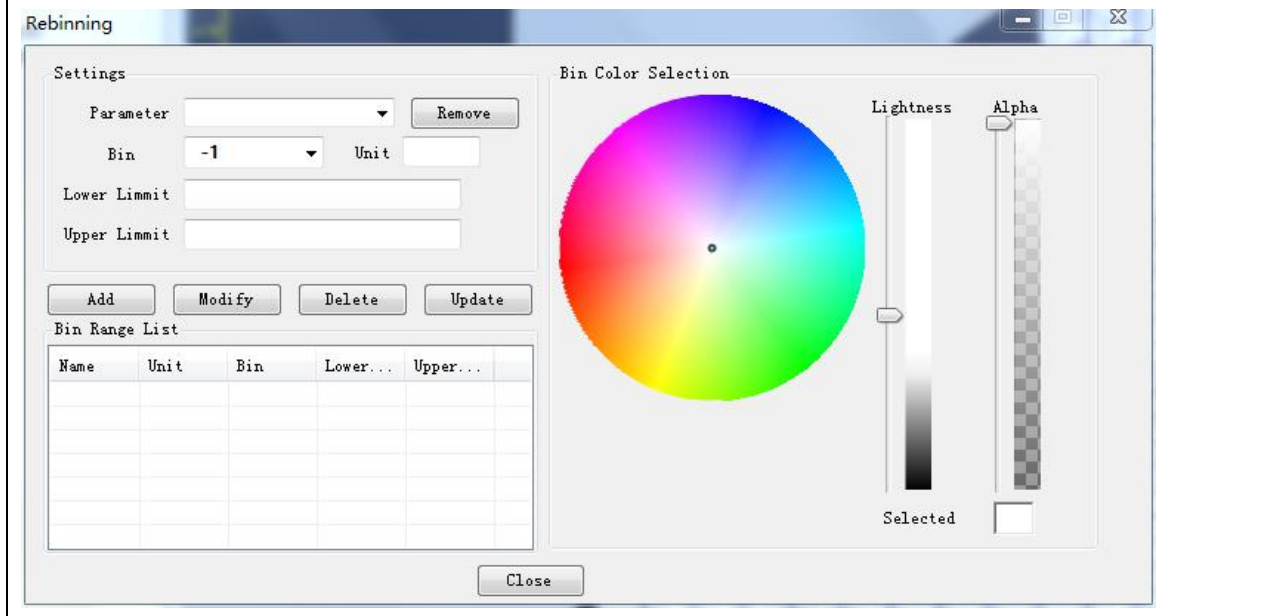 Rebinning
Settings
Parameter
Remove
Bin -1 Unit
Lower Limmit
Upper Limmit
Add Modify Delete Update
Bin Range List
Name Unit Bin Lower... Upper...
Bin Color Selection
Lightness Alpha
Selected
Close